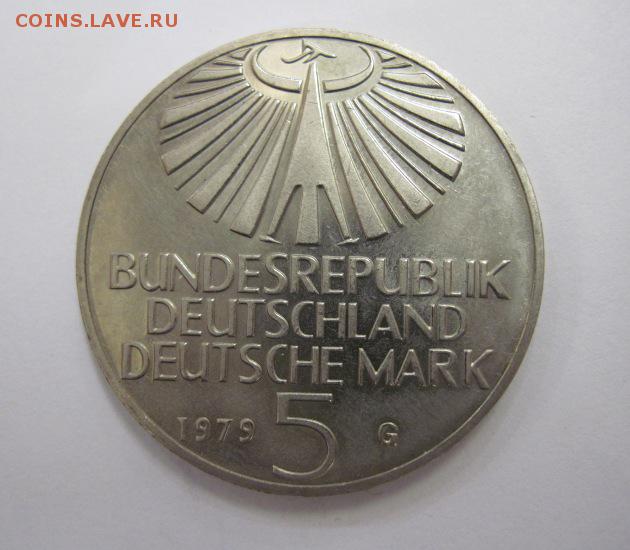 COINS.LAVE.RU
BUNDESREPUBLIK
DEUTSCHLAND
DEUTSCHE MARK
1979 5 G